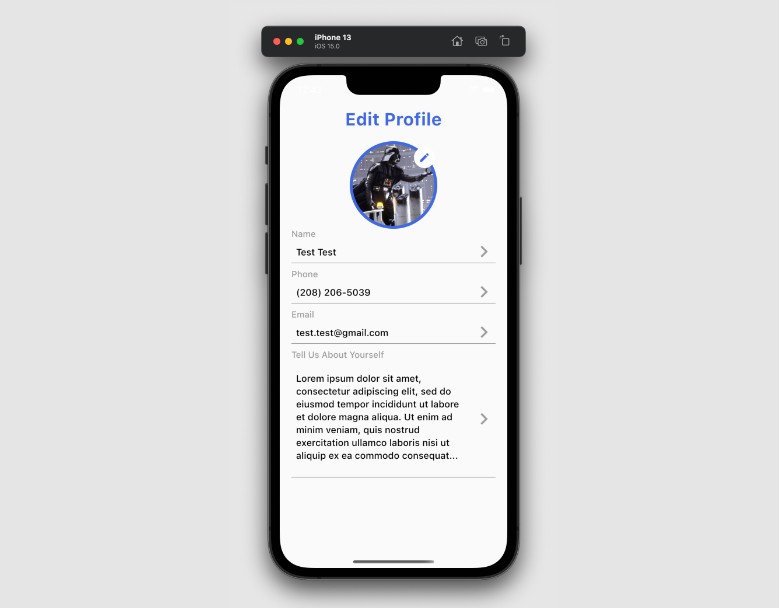 iPhone 13
iOS 15.0
Edit Profile
Name
Test Test
Phone
(208) 206-5039
Email
test.test@gmail.com
Tell Us About Yourself
Lorem ipsum dolor sit amet,
consectetur adipiscing elit, sed do
eiusmod tempor incididunt ut labore
et dolore magna aliqua. Ut enim ad
minim veniam, quis nostrud
exercitation ullamco laboris nisi ut
aliquip ex ea commodo consequat...